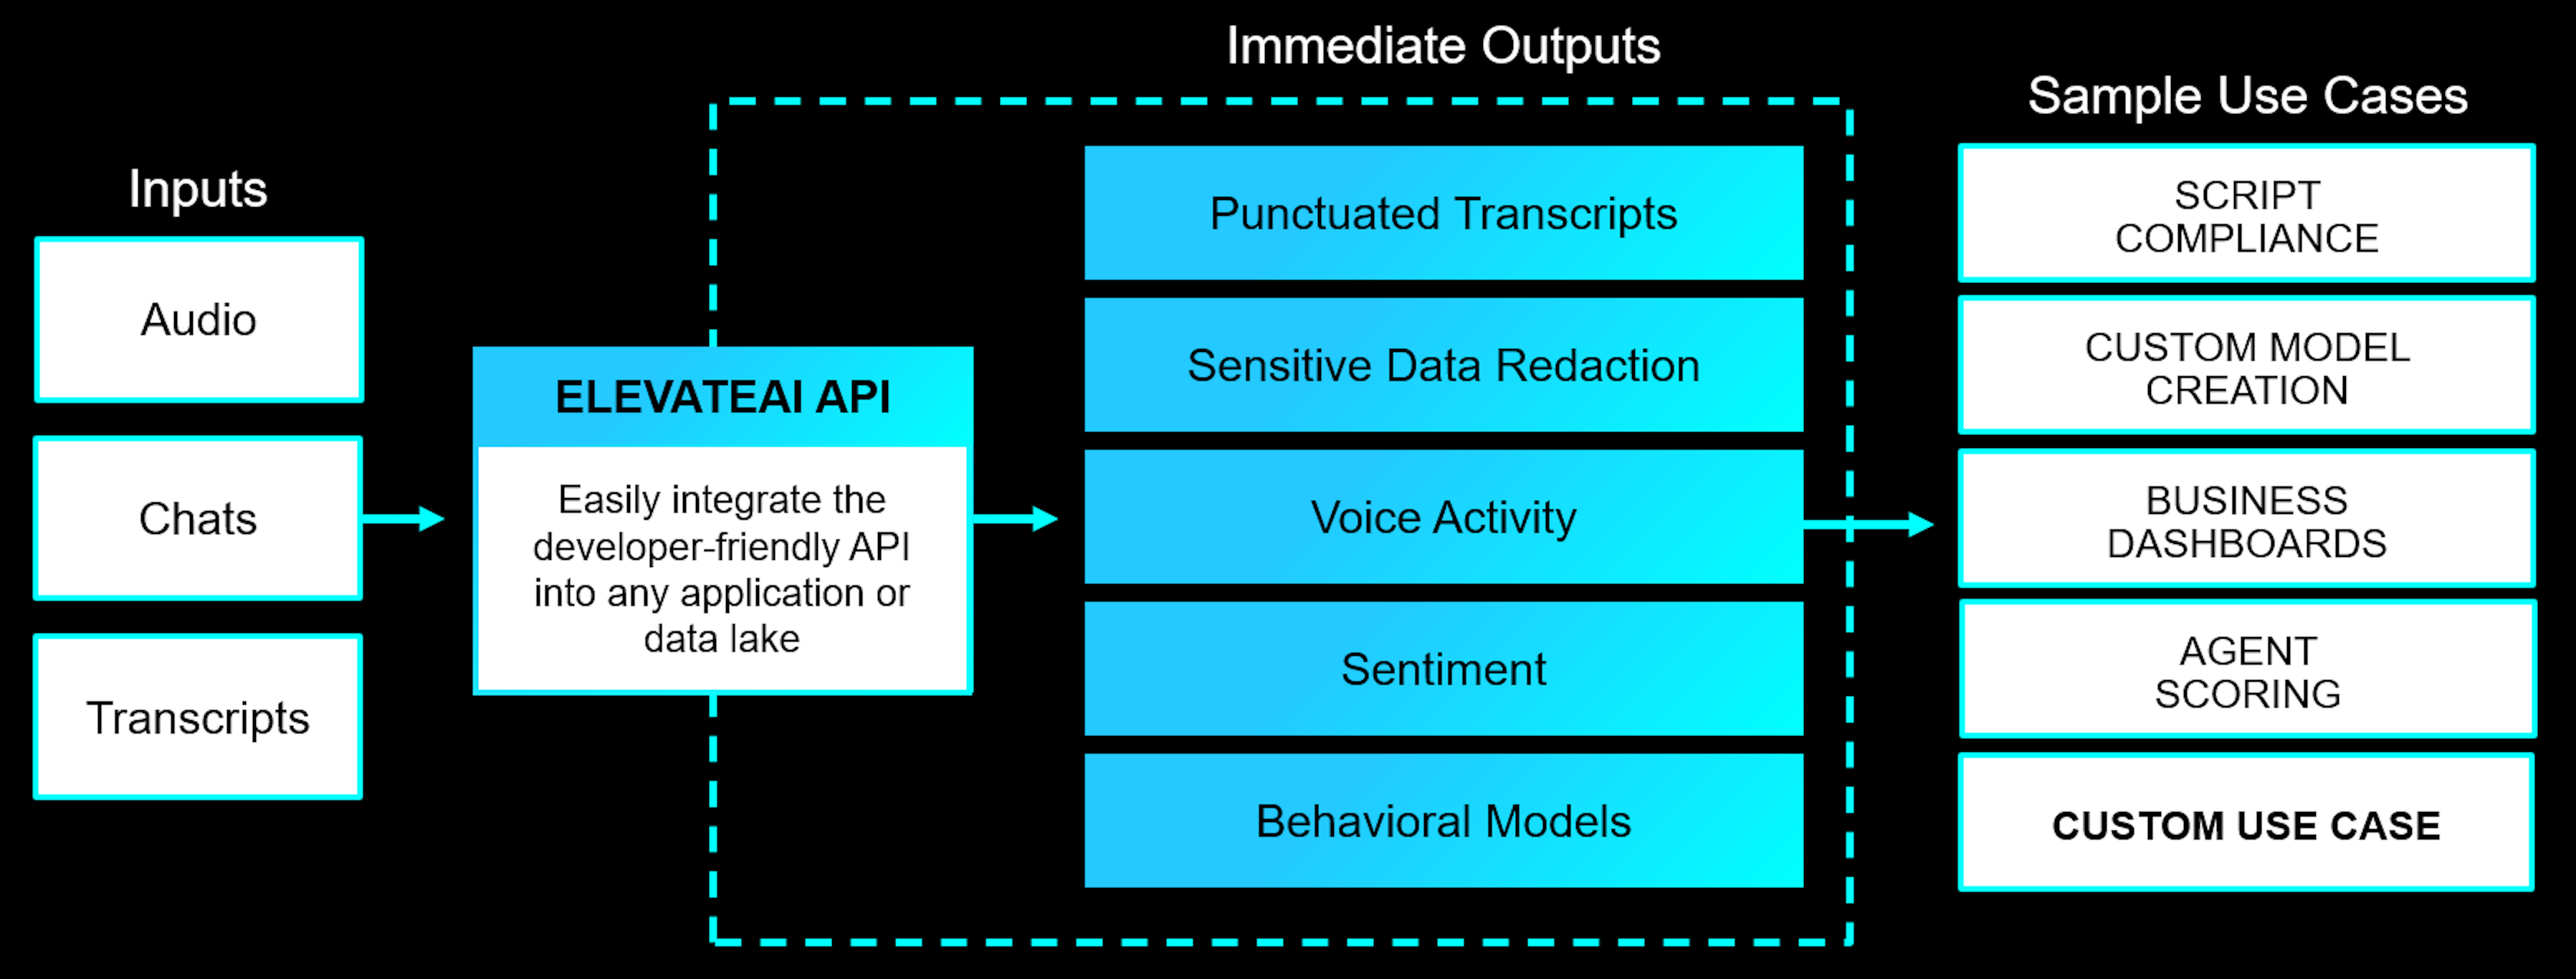 Inputs
Audio
Chats
Transcripts
ELEVATEAI API
Easily integrate the
developer-friendly API
into any application or
data lake
Immediate Outputs
Punctuated Transcripts
Sensitive Data Redaction
Voice Activity
Sentiment
Behavioral Models
Sample Use Cases
SCRIPT
COMPLIANCE
CUSTOM MODEL
CREATION
BUSINESS
DASHBOARDS
AGENT
SCORING
CUSTOM USE CASE